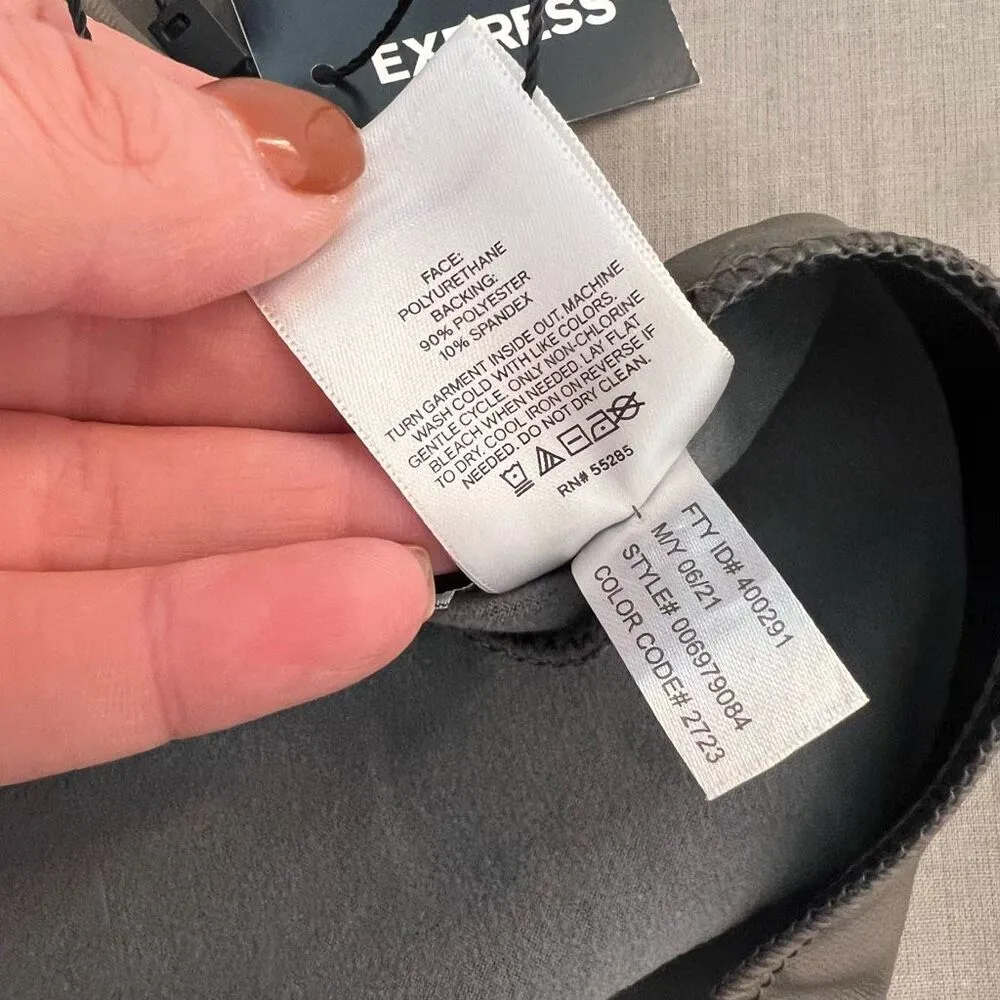 EXPRESS
FACE:
POLYURETHANE
BACKING:
90% POLYESTER
10% SPANDEX
TURN GARMENT INSIDE OUT. MACHINE
WASH COLD WITH LIKE COLORS.
GENTLE CYCLE. ONLY NON-CHLORINE
BLEACH WHEN NEEDED. LAY FLAT
TO DRY. COOL IRON ON REVERSE IF
NEEDED. DO NOT DRY CLEAN.
RN# 55285
FTY ID# 400291
M/Y 06/21
STYLE# 006979084
COLOR CODE# 2723